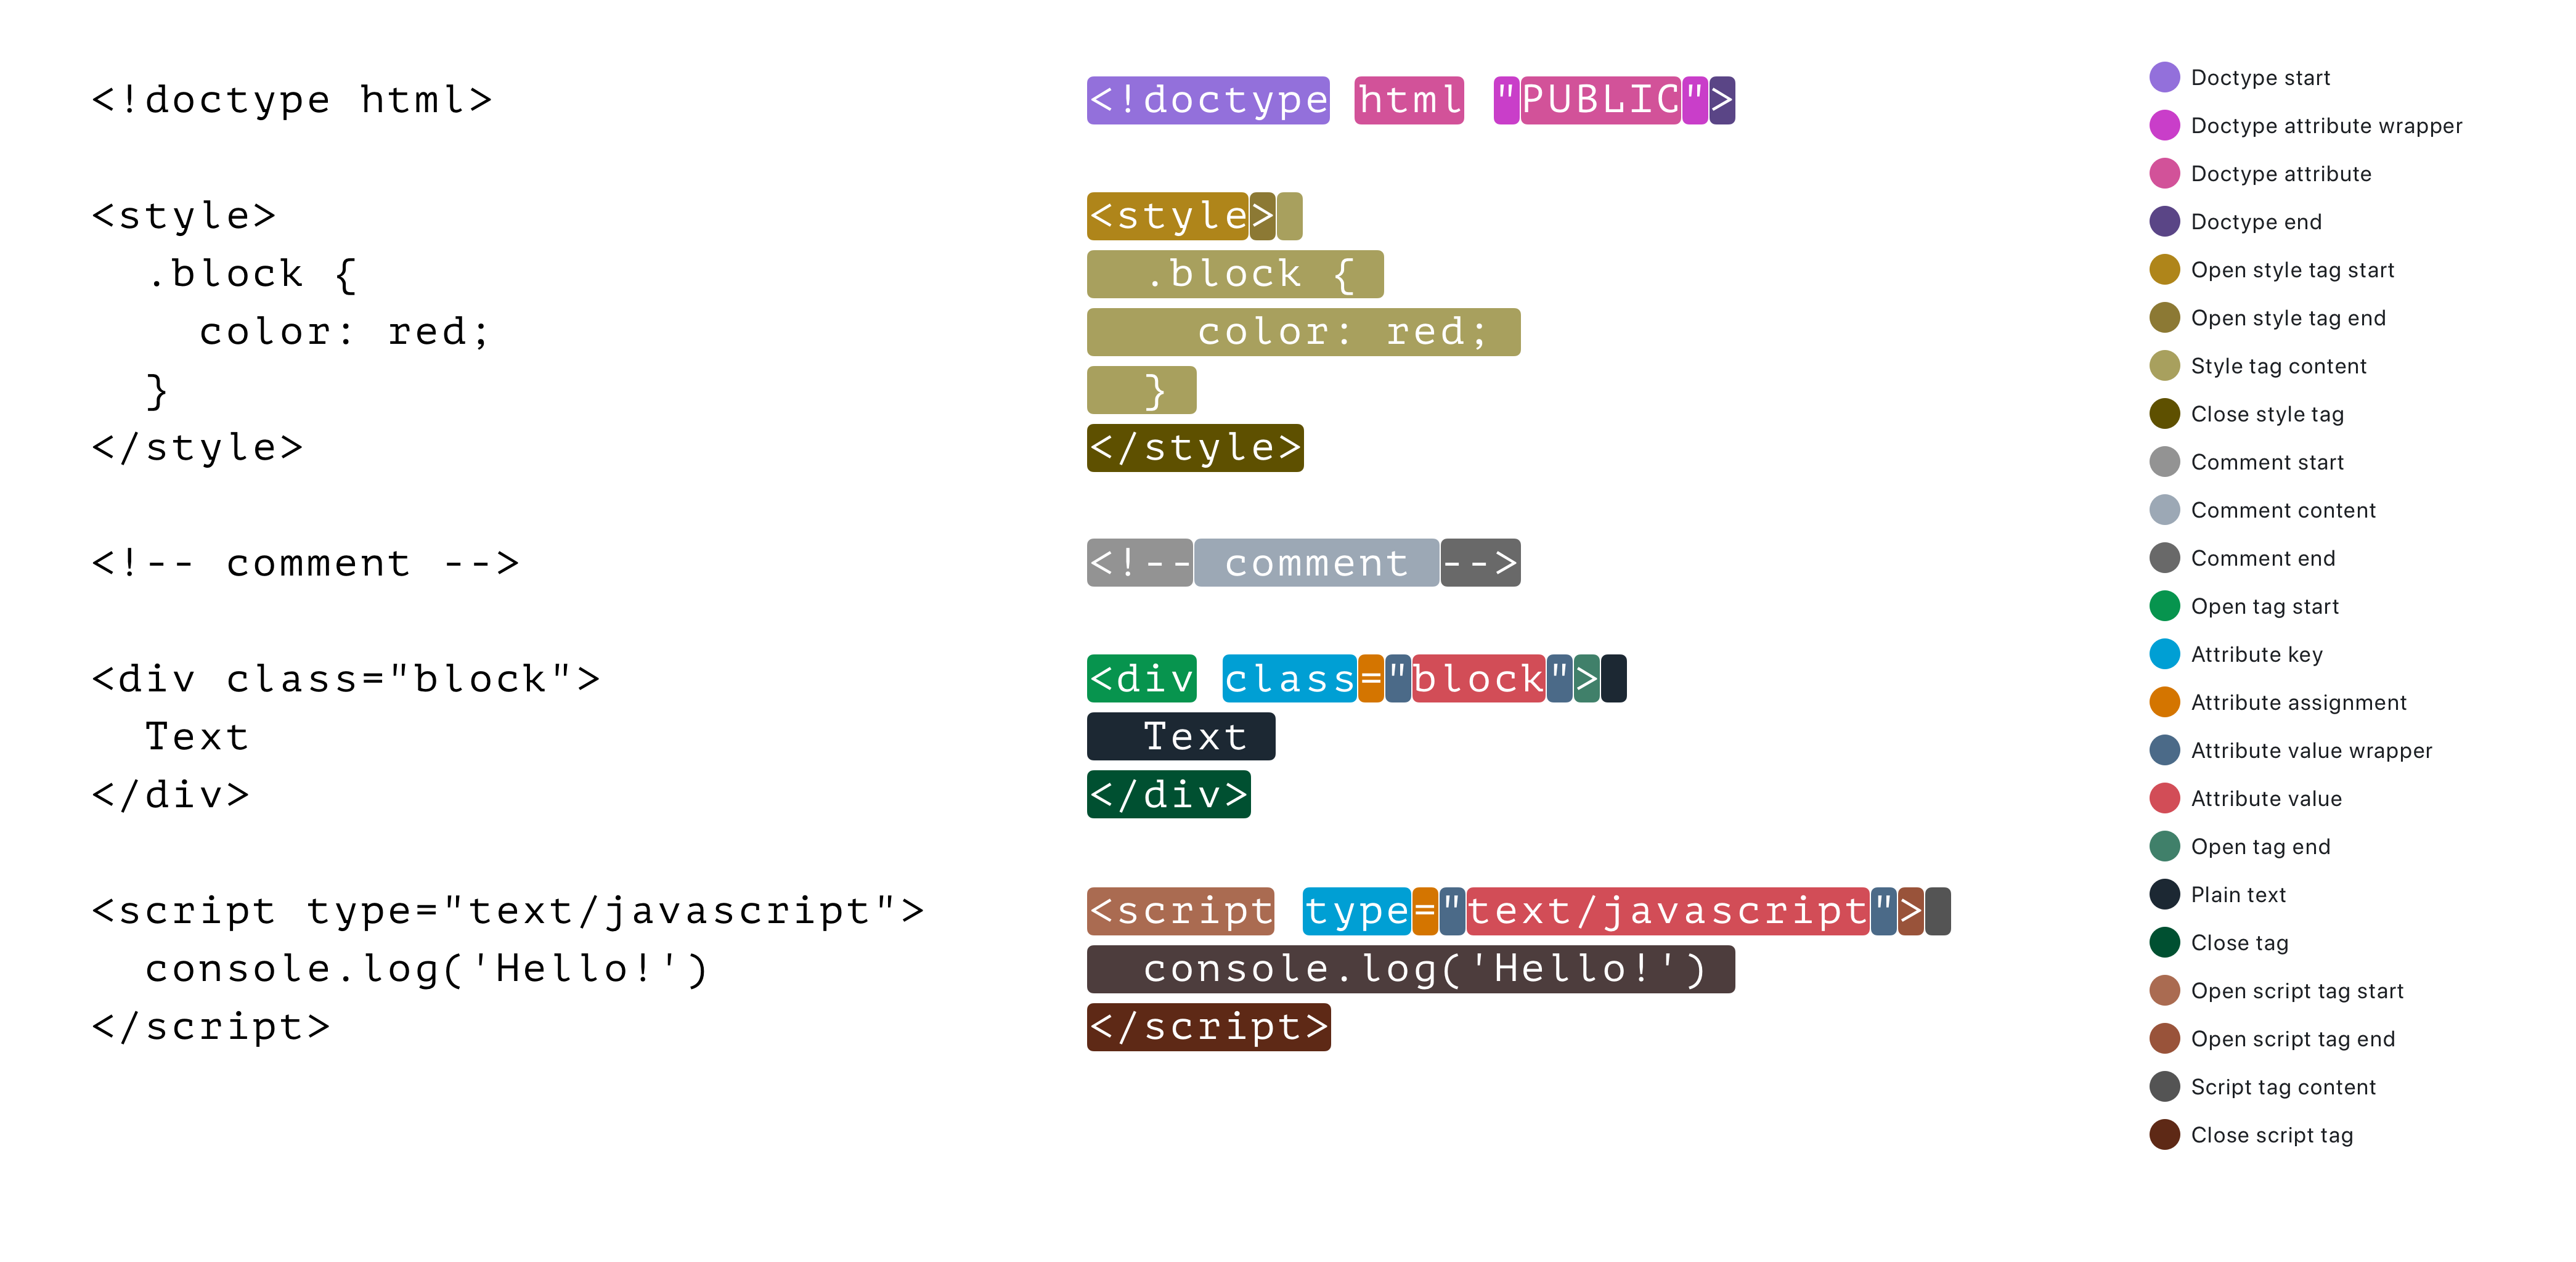 <!doctype html>
<style>
  .block {
    color: red;
  }
</style>
<!-- comment -->
<div class="block">
  Text
</div>
<script type="text/javascript">
  console.log('Hello!')
</script>
<!doctype html "PUBLIC">
<style>
  .block {
    color: red;
  }
</style>
<!-- comment -->
<div class="block">
  Text
</div>
<script type="text/javascript">
  console.log('Hello!')
</script>
Doctype start
Doctype attribute wrapper
Doctype attribute
Doctype end
Open style tag start
Open style tag end
Style tag content
Close style tag
Comment start
Comment content
Comment end
Open tag start
Attribute key
Attribute assignment
Attribute value wrapper
Attribute value
Open tag end
Plain text
Close tag
Open script tag start
Open script tag end
Script tag content
Close script tag